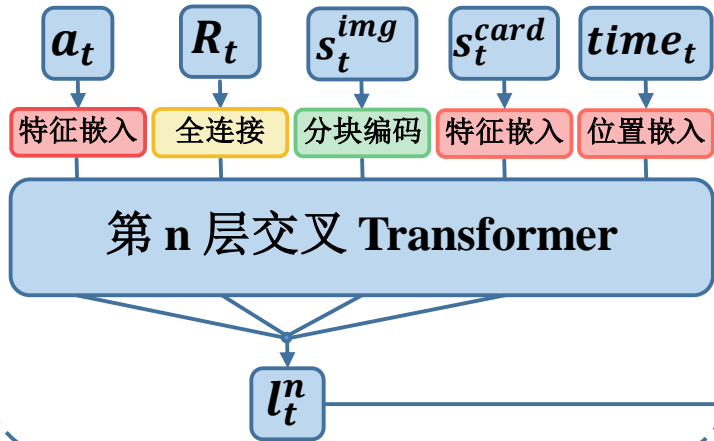 a_t R_t s_t^{img} s_t^{card} time_t
特征嵌入 全连接 分块编码 特征嵌入 位置嵌入
第 n 层交叉 Transformer
l_t^n